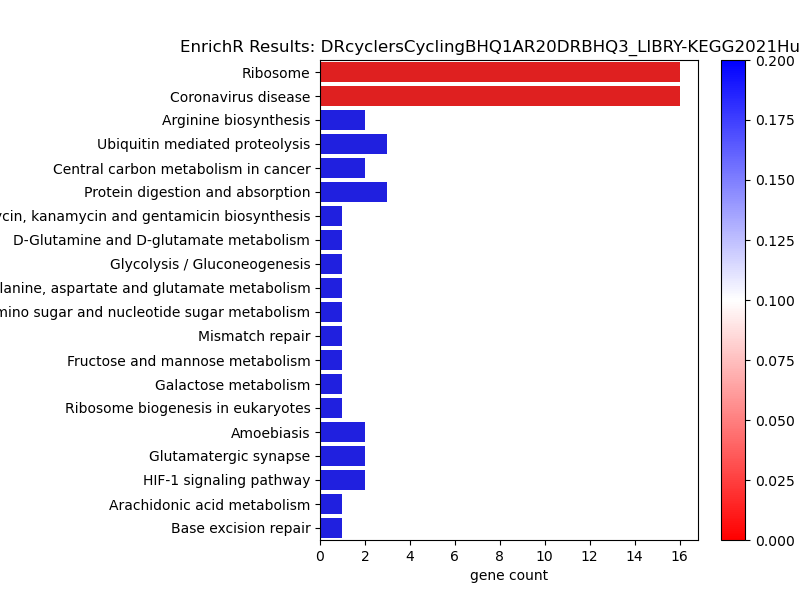 EnrichR Results: DRcyclersCyclingBHQ1AR20DRBHQ3_LIBRY-KEGG2021Hu
Ribosome
Coronavirus disease
Arginine biosynthesis
Ubiquitin mediated proteolysis
Central carbon metabolism in cancer
Protein digestion and absorption
ycin, kanamycin and gentamicin biosynthesis
D-Glutamine and D-glutamate metabolism
Glycolysis / Gluconeogenesis
lanine, aspartate and glutamate metabolism
mino sugar and nucleotide sugar metabolism
Mismatch repair
Fructose and mannose metabolism
Galactose metabolism
Ribosome biogenesis in eukaryotes
Amoebiasis
Glutamatergic synapse
HIF-1 signaling pathway
Arachidonic acid metabolism
Base excision repair
0 2 4 6 8 10 12 14 16
gene count
0.200
0.175
0.150
0.125
0.100
0.075
0.050
0.025
0.000